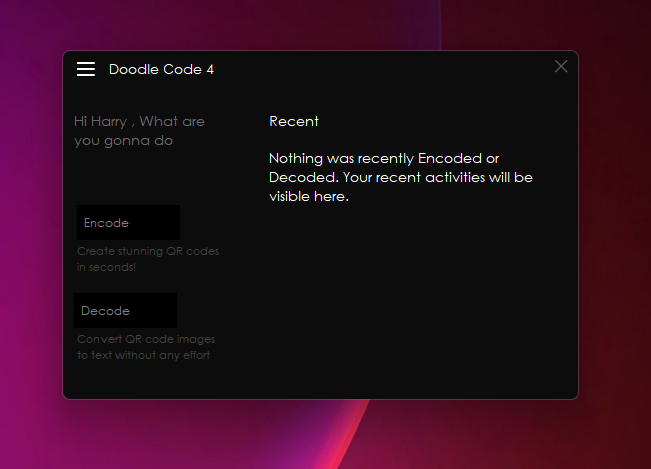 Doodle Code 4
Hi Harry , What are
you gonna do
Encode
Create stunning QR codes
in seconds!
Decode
Convert QR code images
to text without any effort
Recent
Nothing was recently Encoded or
Decoded. Your recent activities will be
visible here.